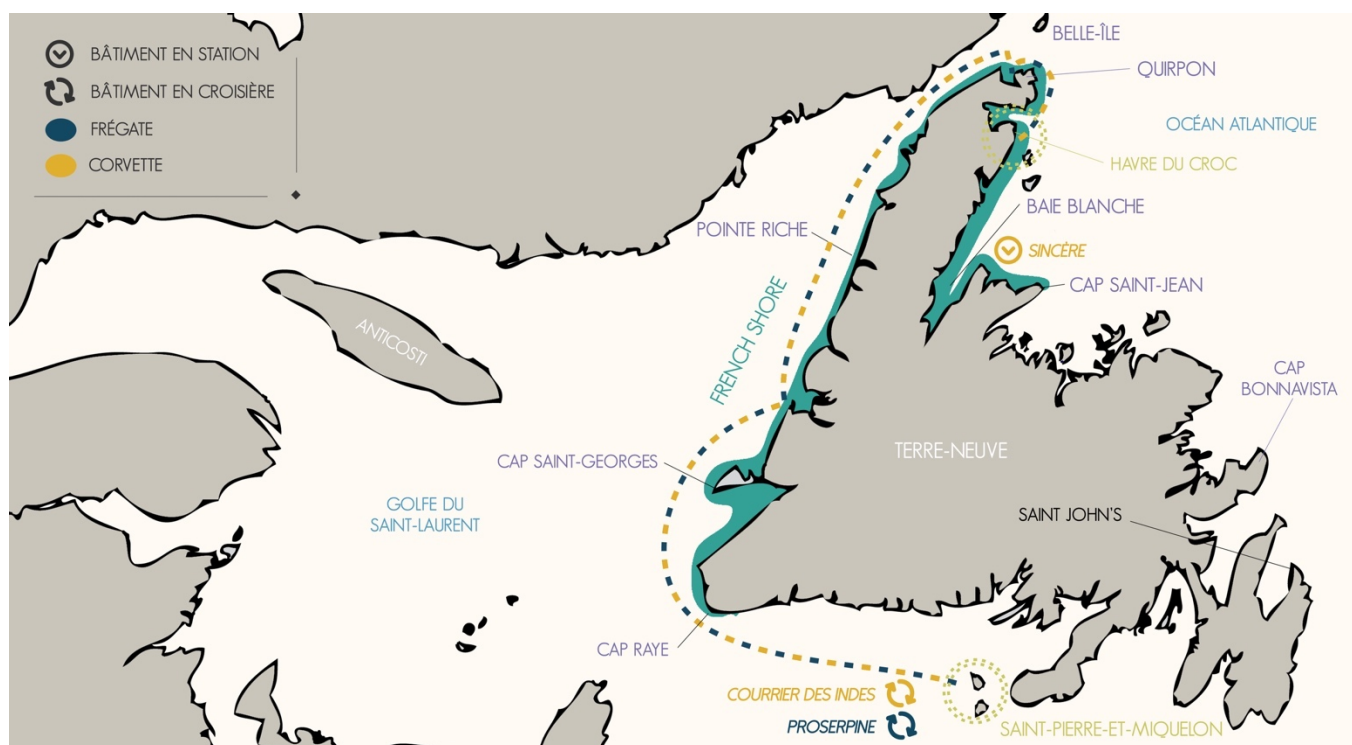 BÂTIMENT EN STATION
BÂTIMENT EN CROISIÈRE
FRÉGATE
CORVETTE
BELLE-ÎLE
QUIRPON
OCÉAN ATLANTIQUE
HAVRE DU CROC
BAIE BLANCHE
POINTE RICHE
SINCÈRE
CAP SAINT-JEAN
FRENCH SHORE
ANTICOSTI
CAP
BONNAVISTA
TERRE-NEUVE
CAP SAINT-GEORGES
GOLFE DU
SAINT-LAURENT
SAINT JOHN'S
CAP RAYE
COURRIER DES INDES
PROSERPINE
SAINT-PIERRE-ET-MIQUELON